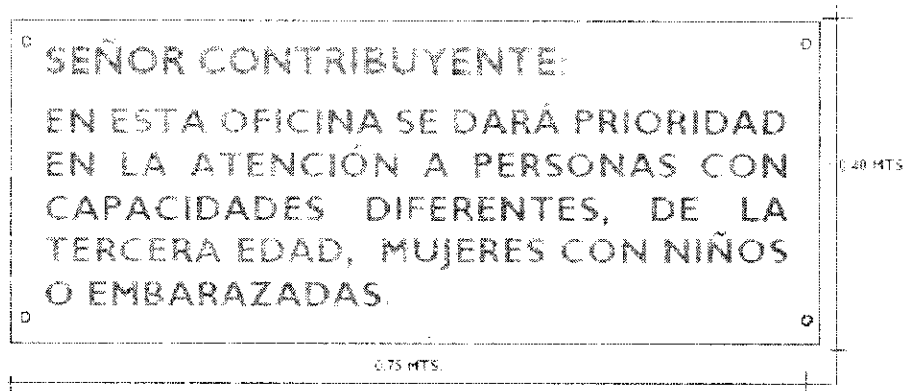 SEÑOR CONTRIBUYENTE:
EN ESTA OFICINA SE DARÁ PRIORIDAD
EN LA ATENCIÓN A PERSONAS CON
CAPACIDADES DIFERENTES, DE LA
TERCERA EDAD, MUJERES CON NIÑOS
O EMBARAZADAS.
0.40 MTS
0.75 MTS.